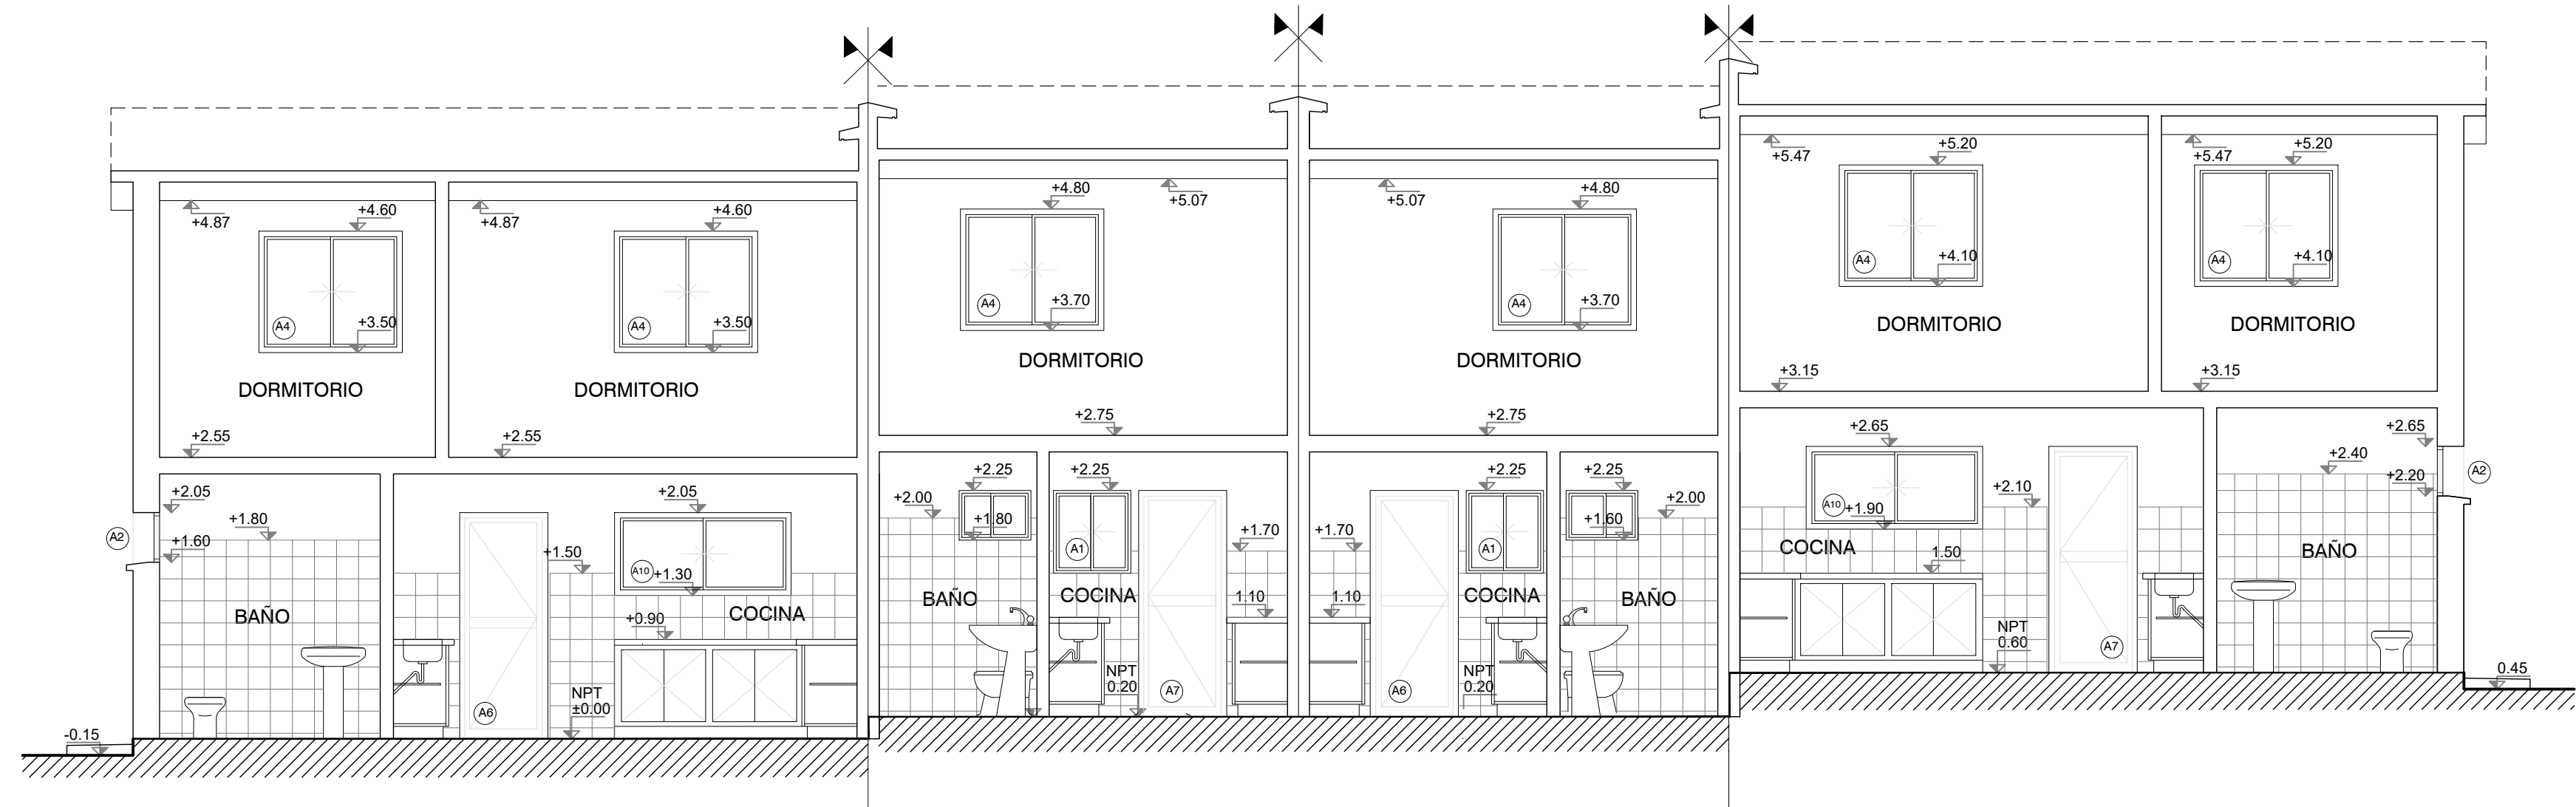 +4.87
+4.60
A4
+3.50
DORMITORIO
+2.55
+4.87
+4.60
A4
+3.50
DORMITORIO
+2.55
+2.05
+1.80
A2
+1.60
BAÑO
-0.15
+2.05
+1.50
A10
+1.30
+0.90
COCINA
NPT
±0.00
A6
+4.80
+5.07
A4
+3.70
DORMITORIO
+2.75
+5.07
+4.80
A4
+3.70
DORMITORIO
+2.75
+2.25
+2.00
+1.80
BAÑO
+2.25
A1
+1.70
COCINA
1.10
NPT
0.20
A7
+1.70
1.10
A6
+2.25
A1
COCINA
NPT
0.20
+2.25
+2.00
+1.60
BAÑO
+5.47
+5.20
A4
+4.10
DORMITORIO
+3.15
+5.47
+5.20
A4
+4.10
DORMITORIO
+3.15
+2.65
+2.10
A10
+1.90
COCINA
1.50
NPT
0.60
A7
+2.65
+2.40
+2.20
A2
BAÑO
0.45